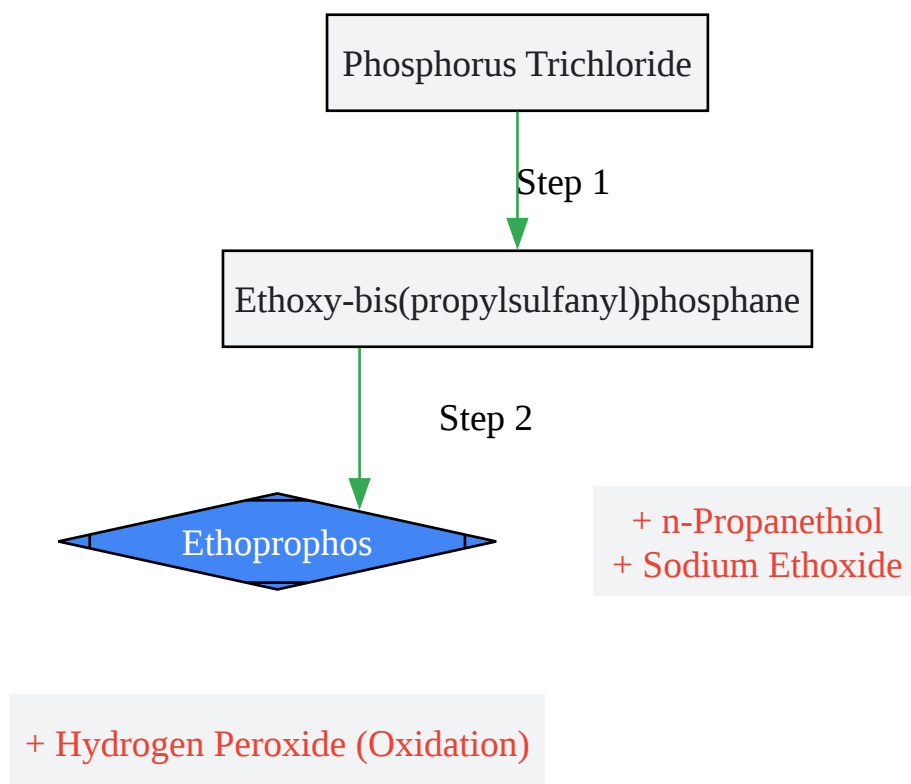 Phosphorus Trichloride
Step 1
Ethoxy-bis(propylsulfanyl)phosphane
Step 2
Ethoprophos
+ n-Propanethiol
+ Sodium Ethoxide
+ Hydrogen Peroxide (Oxidation)